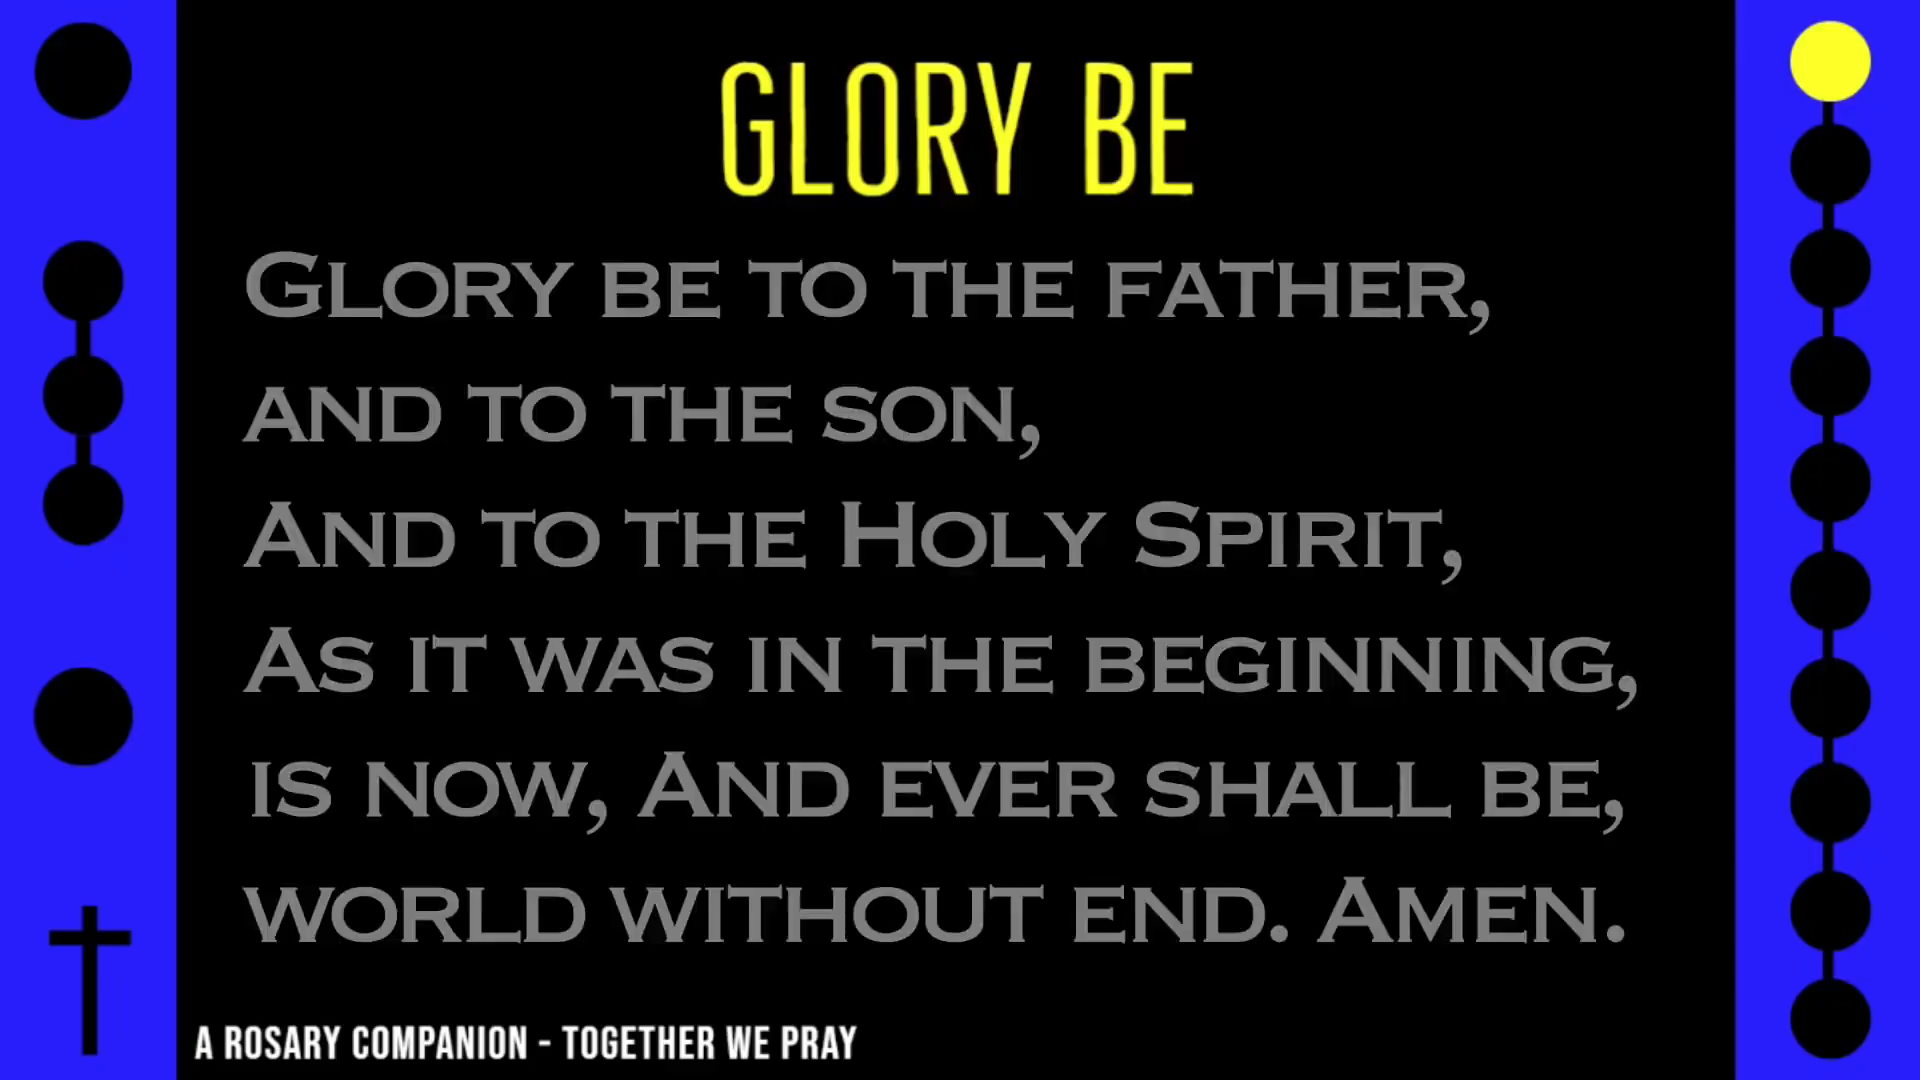 GLORY BE
Glory be to the father,
and to the son,
And to the Holy Spirit,
As it was in the beginning,
is now, And ever shall be,
world without end. Amen.
A ROSARY COMPANION - TOGETHER WE PRAY